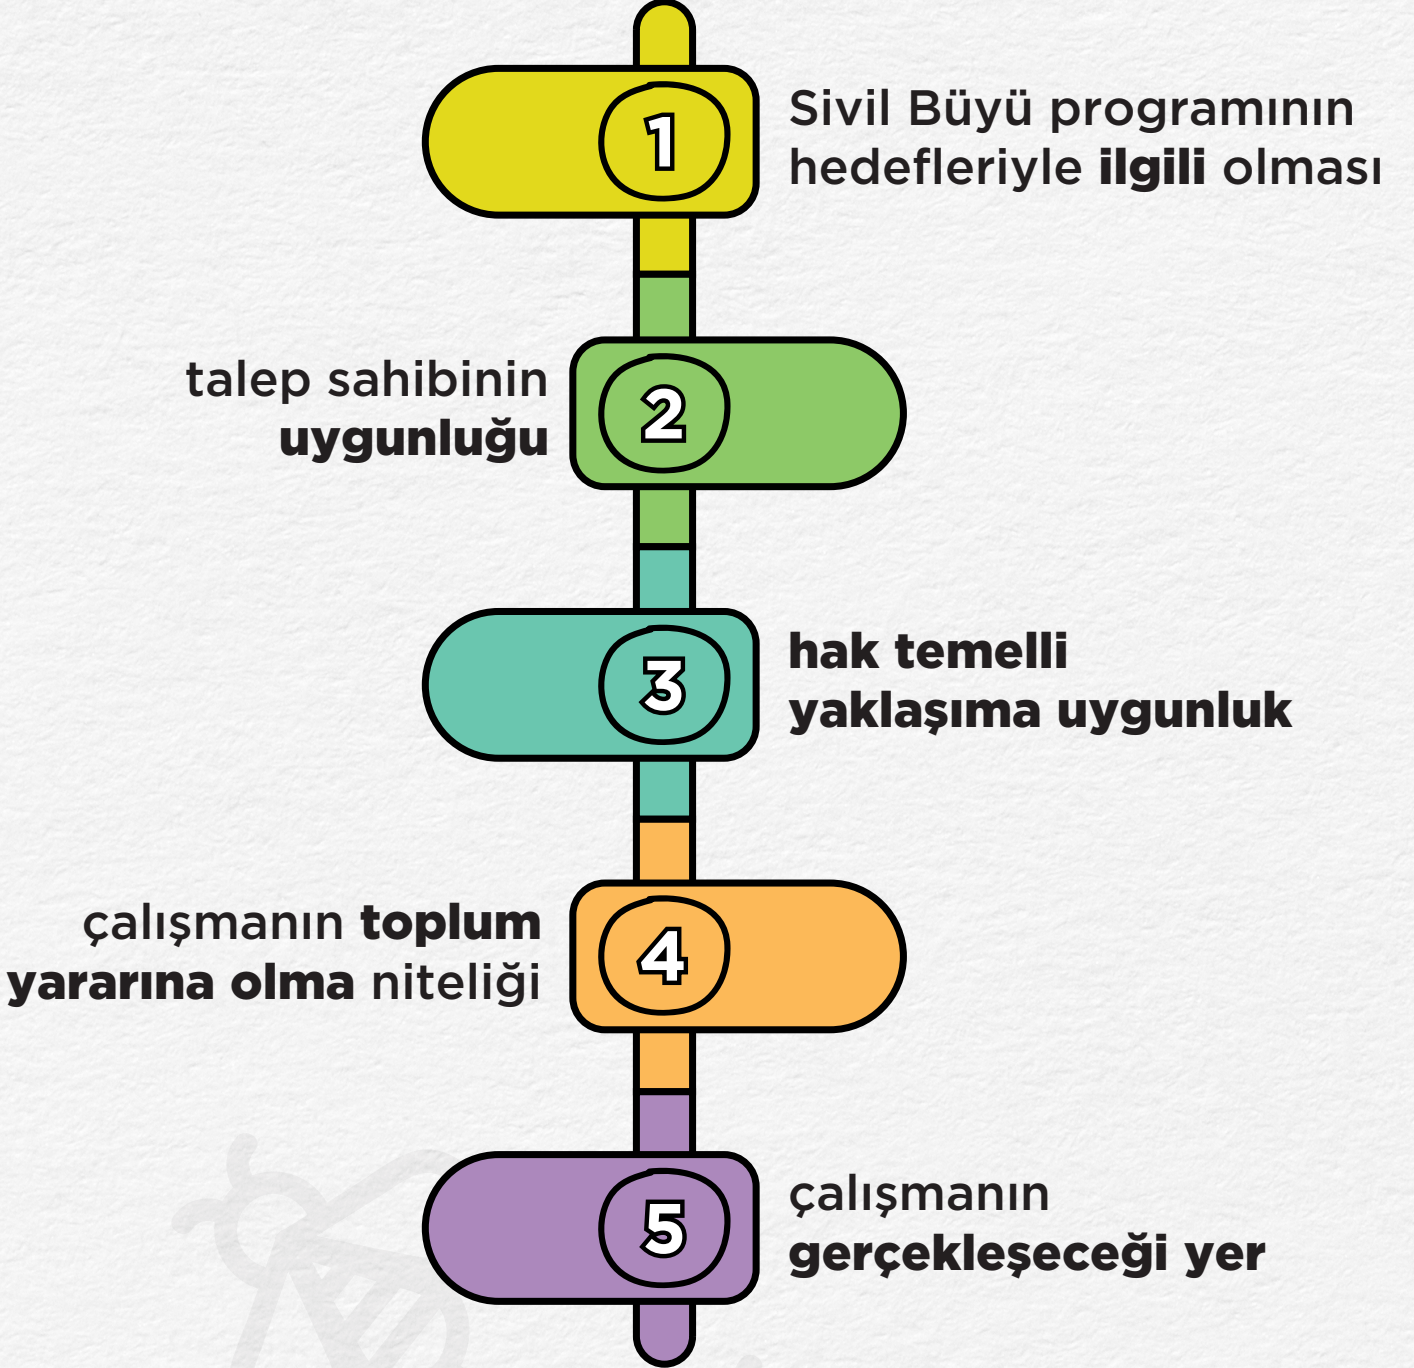 1
Sivil Büyü programının
hedefleriyle ilgili olması
talep sahibinin
uygunluğu
2
3
hak temelli
yaklaşıma uygunluk
çalışmanın toplum
yararına olma niteliği
4
5
çalışmanın
gerçekleşeceği yer